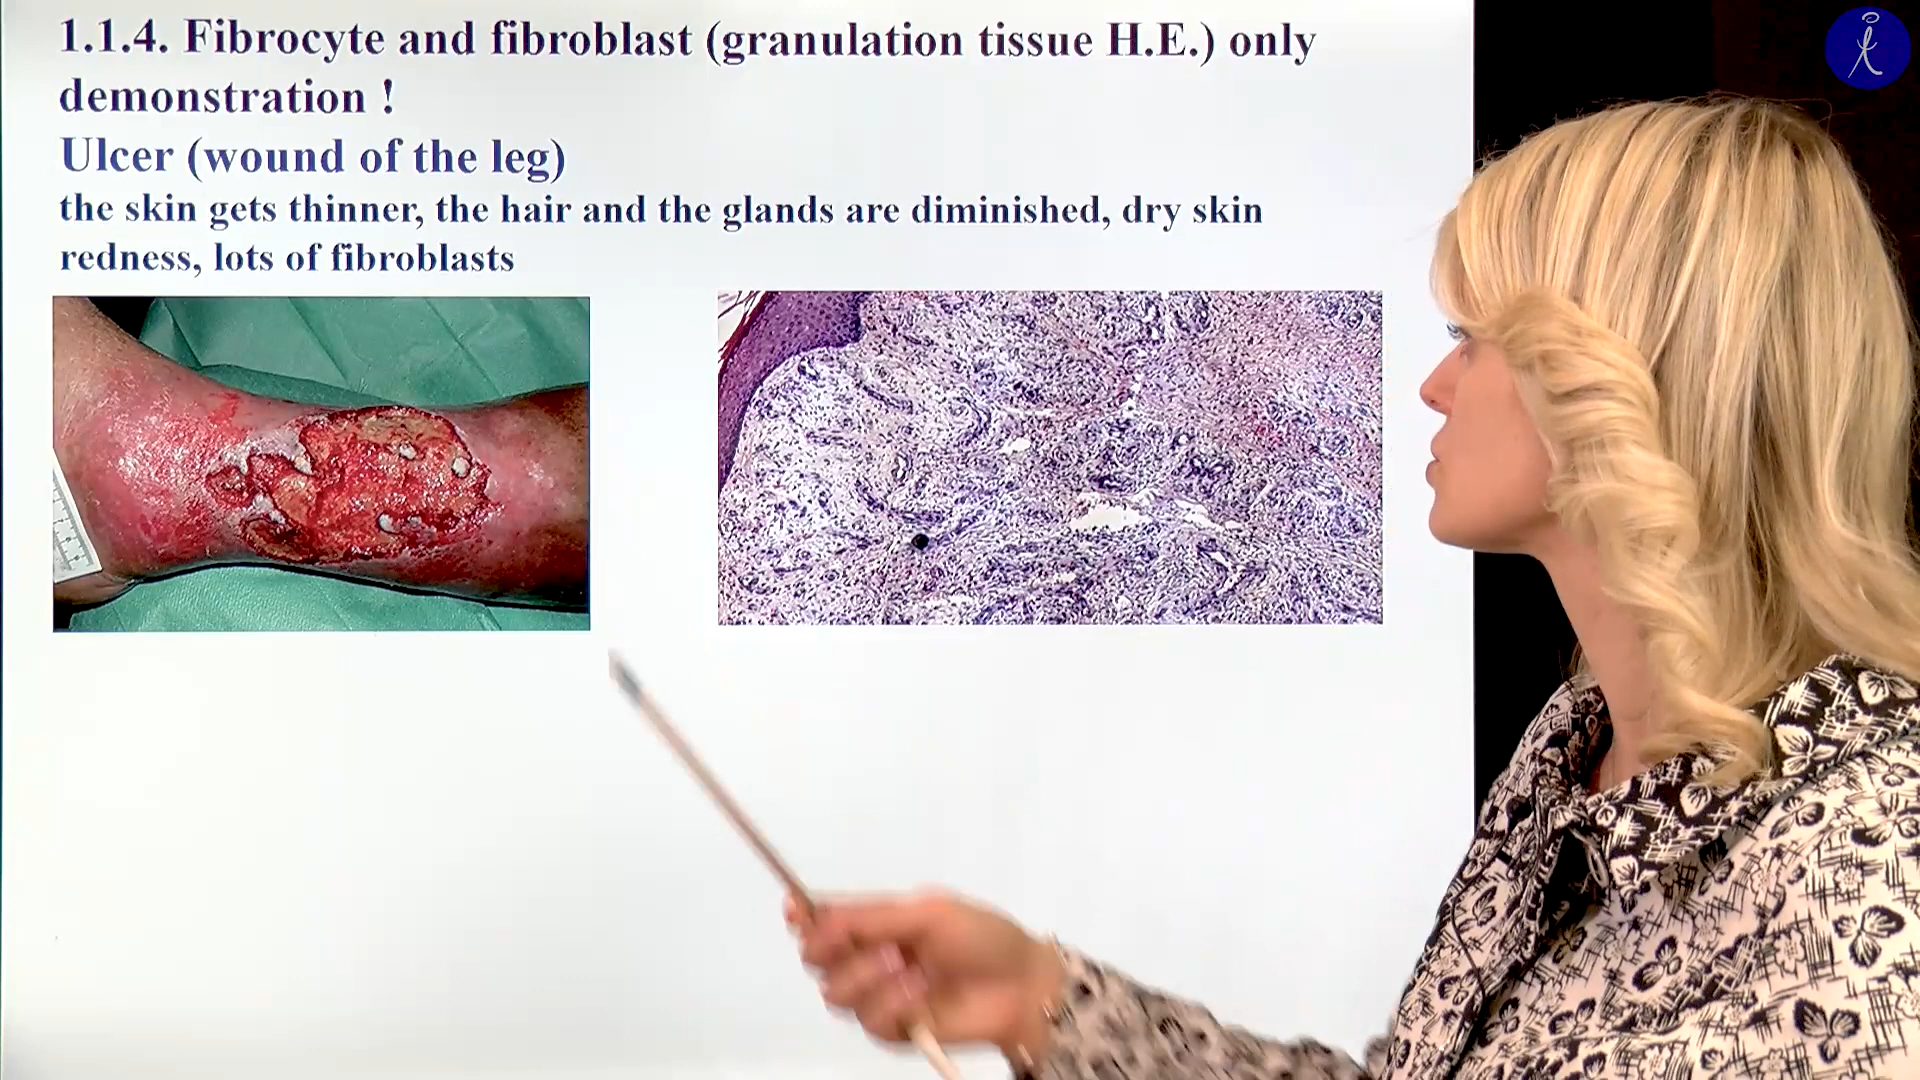 1.1.4. Fibrocyte and fibroblast (granulation tissue H.E.) only
demonstration !
Ulcer (wound of the leg)
the skin gets thinner, the hair and the glands are diminished, dry skin
redness, lots of fibroblasts